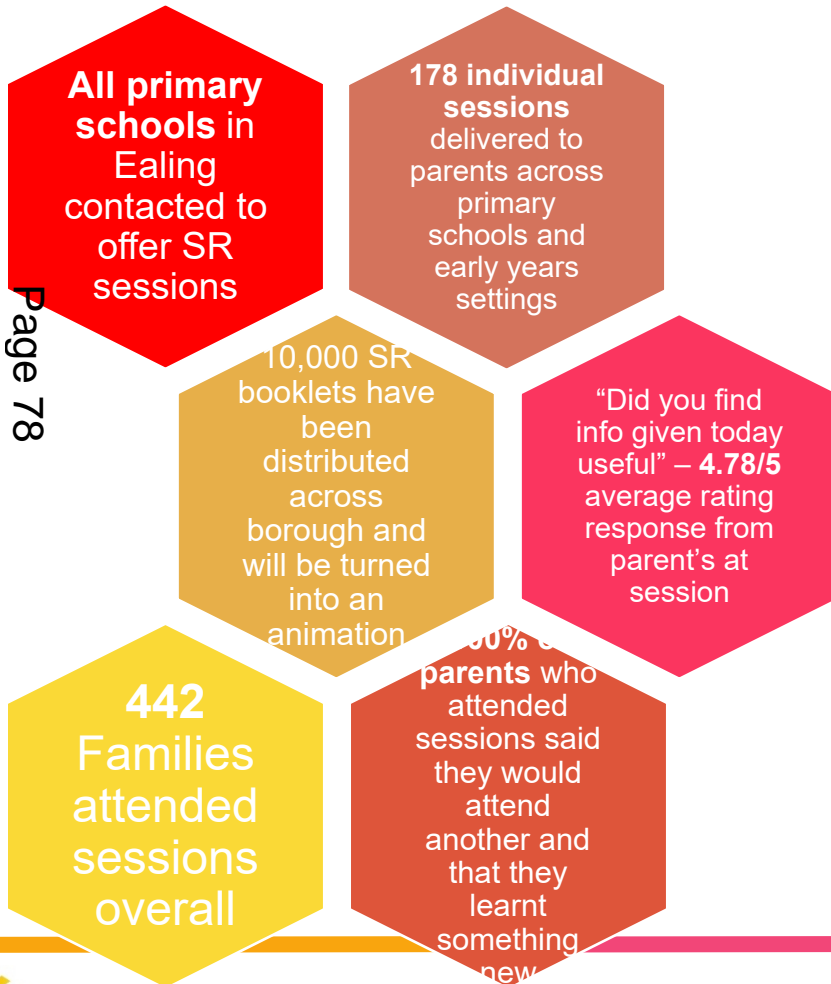 All primary
schools in
Ealing
contacted to
offer SR
sessions
178 individual
sessions
delivered to
parents across
primary
schools and
early years
settings
Page 78
10,000 SR
booklets have
been
distributed
across
borough and
will be turned
into an
animation
“Did you find
info given today
useful” – 4.78/5
average rating
response from
parent’s at
session
442
Families
attended
sessions
overall
parents who
attended
sessions said
they would
attend
another and
that they
learnt
something
new